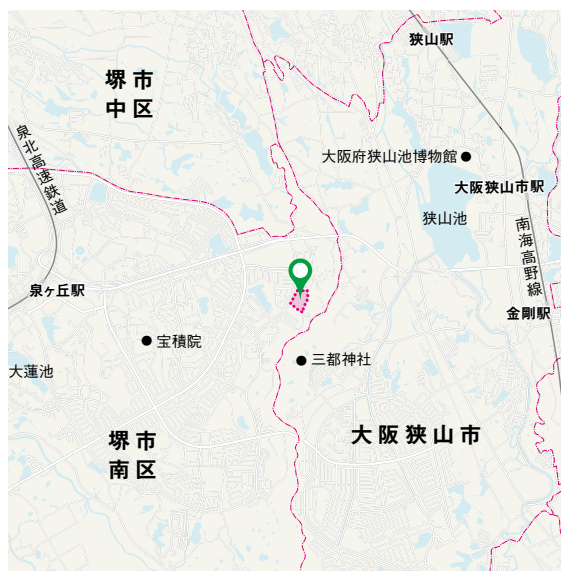 狭山駅
堺市
中区
泉北高速鉄道
大阪府狭山池博物館
大阪狭山市駅
狭山池
南海高野線
泉ヶ丘駅
金剛駅
宝積院
三都神社
大蓮池
堺市
南区
大阪狭山市